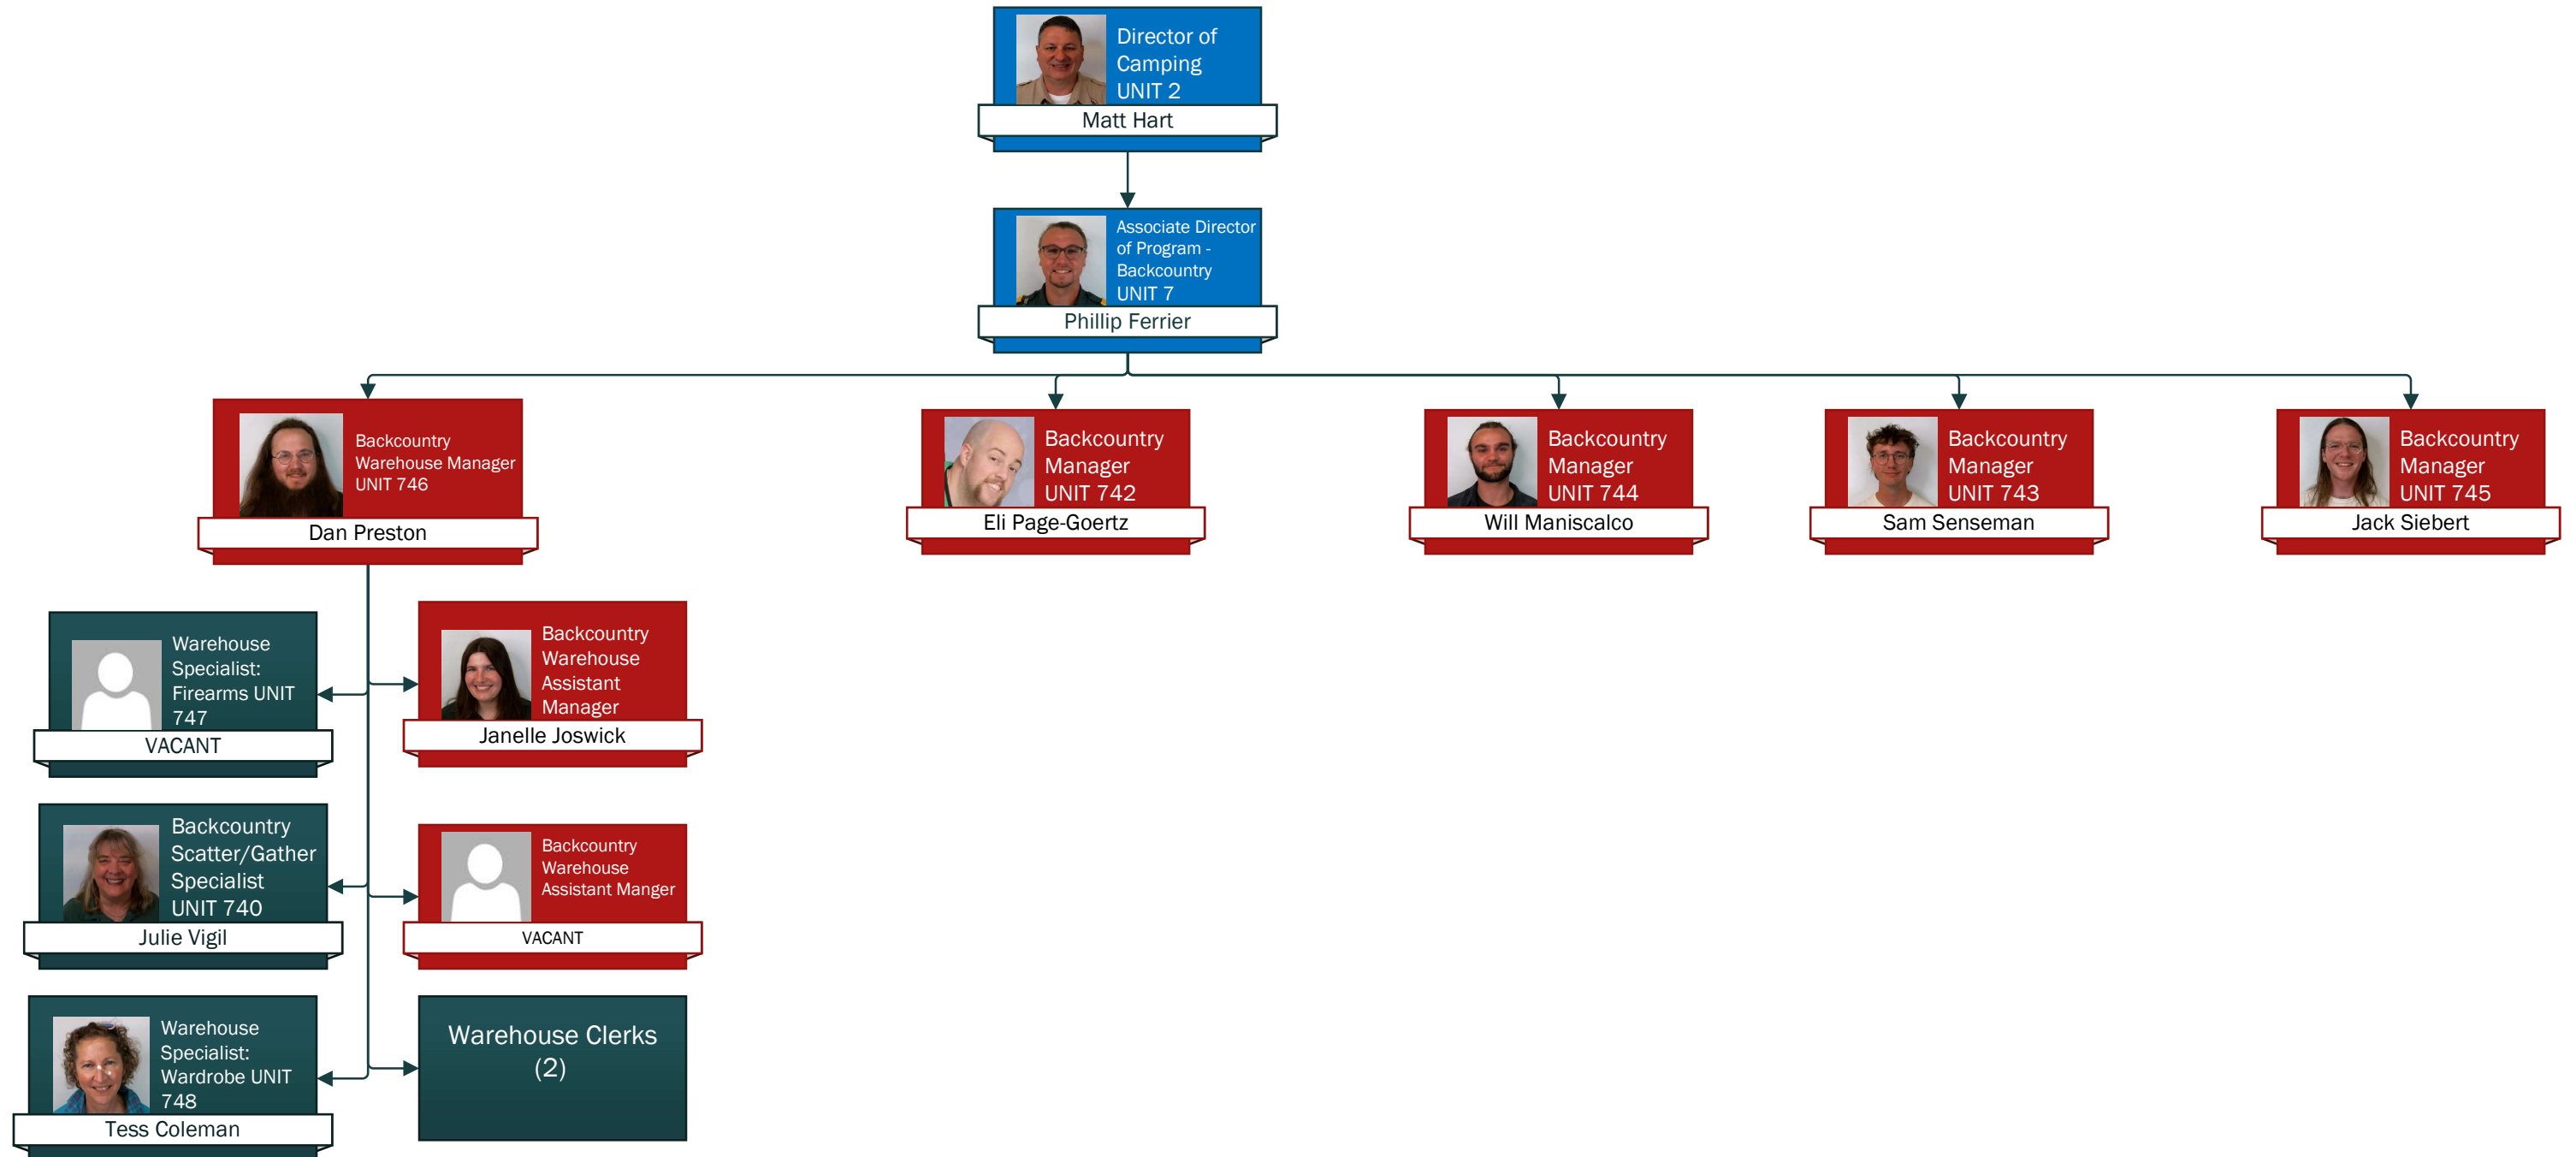 Director of
Camping
UNIT 2
Matt Hart
Associate Director
of Program -
Backcountry
UNIT 7
Phillip Ferrier
Backcountry
Warehouse Manager
UNIT 746
Dan Preston
Backcountry
Manager
UNIT 742
Eli Page-Goertz
Backcountry
Manager
UNIT 744
Will Maniscalco
Backcountry
Manager
UNIT 743
Sam Senseman
Backcountry
Manager
UNIT 745
Jack Siebert
Warehouse
Specialist:
Firearms UNIT
747
VACANT
Backcountry
Warehouse
Assistant
Manager
Janelle Joswick
Backcountry
Scatter/Gather
Specialist
UNIT 740
Julie Vigil
Backcountry
Warehouse
Assistant Manger
VACANT
Warehouse
Specialist:
Wardrobe UNIT
748
Tess Coleman
Warehouse Clerks
(2)